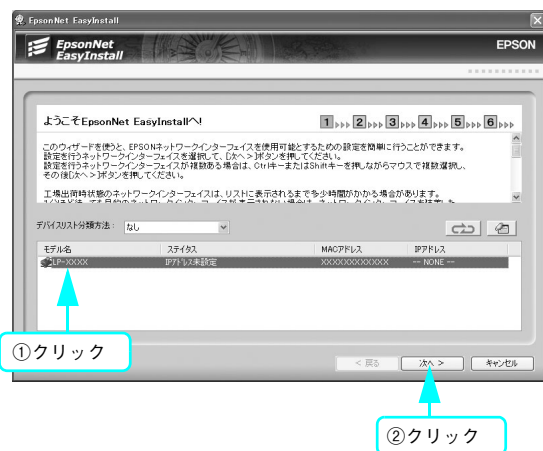 EpsonNet EasyInstall
EpsonNet
EasyInstall
EPSON
ようこそEpsonNet EasyInstallへ!
1 2 3 4 5 6
このウィザードを使うと、EPSONネットワークインターフェイスを使用可能とするための設定を簡単に行うことができます。
設定を行うネットワークインターフェイスを選択して、[次へ>]ボタンを押してください。
設定を行うネットワークインターフェイスが複数ある場合は、CtrlキーまたはShiftキーを押しながらマウスで複数選択し、
その後[次へ>]ボタンを押してください。
工場出荷時状態のネットワークインターフェイスは、リストに表示されるまで多少時間がかかる場合があります。
デバイスリスト分類方法: なし
モデル名 ステイタス MACアドレス IPアドレス
LP-XXXX IPアドレス未設定 XXXXXXXXXXXX -- NONE --
①クリック
< 戻る 次へ > キャンセル
②クリック